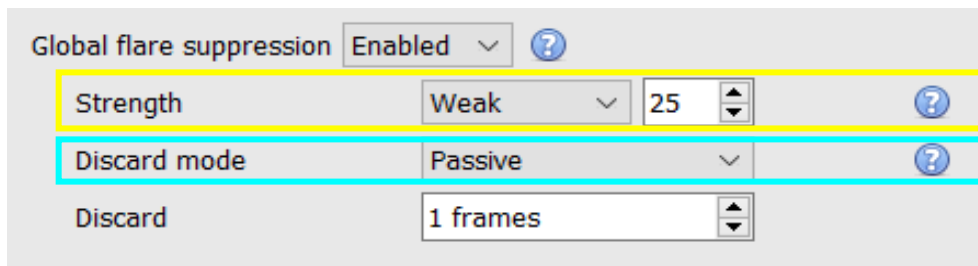 Global flare suppression Enabled ?
Strength Weak 25 ?
Discard mode Passive ?
Discard 1 frames